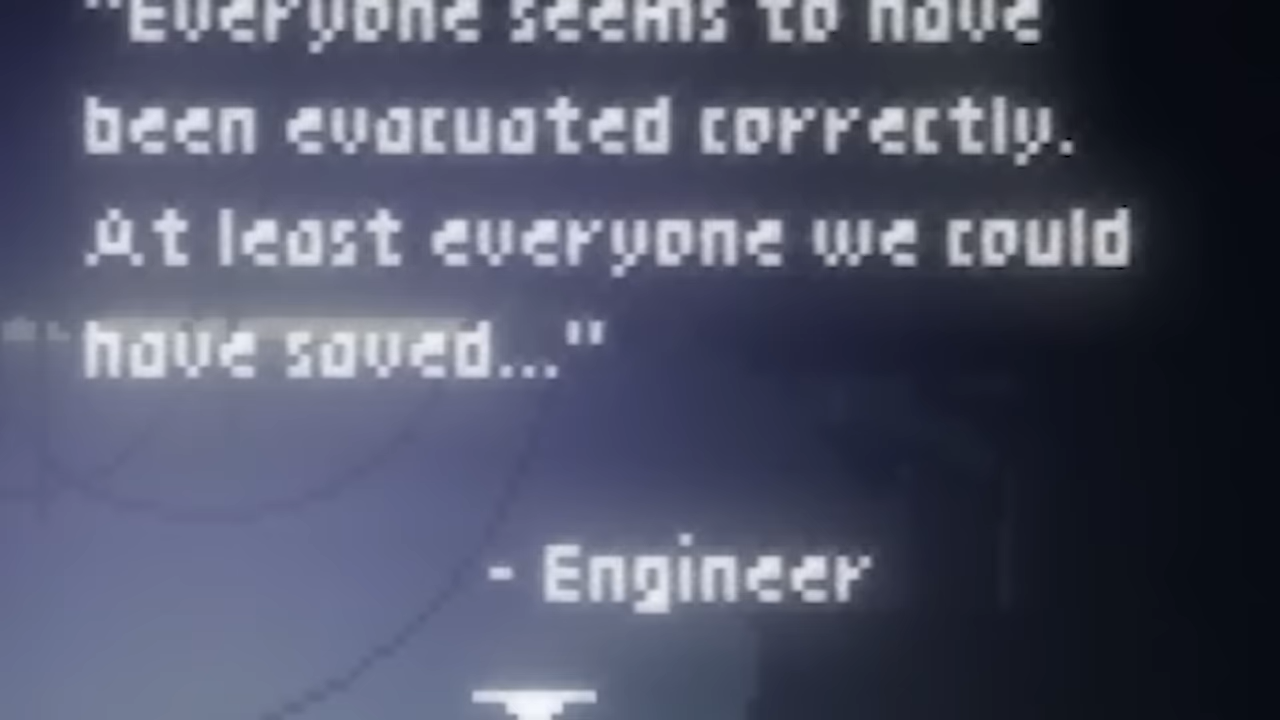 "Everyone seems to have
been evacuated correctly.
At least everyone we could
have saved..."
- Engineer